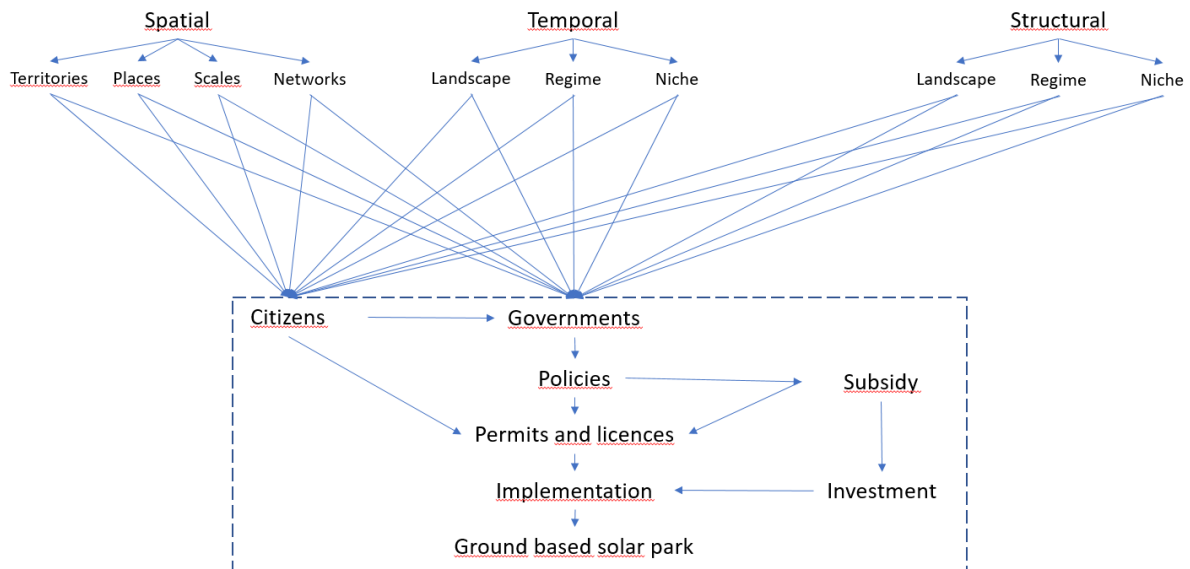 Spatial Temporal Structural
Territories Places Scales Networks Landscape Regime Niche Landscape Regime Niche
Citizens Governments
Policies Subsidy
Permits and licences
Implementation Investment
Ground based solar park